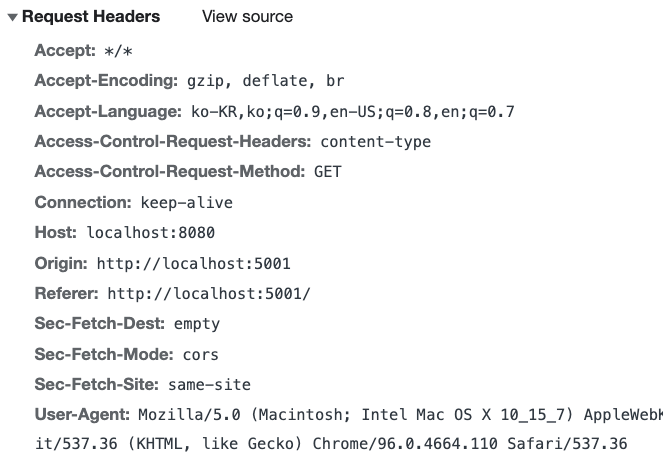 Request Headers View source
Accept: */*
Accept-Encoding: gzip, deflate, br
Accept-Language: ko-KR,ko;q=0.9,en-US;q=0.8,en;q=0.7
Access-Control-Request-Headers: content-type
Access-Control-Request-Method: GET
Connection: keep-alive
Host: localhost:8080
Origin: http://localhost:5001
Referer: http://localhost:5001/
Sec-Fetch-Dest: empty
Sec-Fetch-Mode: cors
Sec-Fetch-Site: same-site
User-Agent: Mozilla/5.0 (Macintosh; Intel Mac OS X 10_15_7) AppleWebK
it/537.36 (KHTML, like Gecko) Chrome/96.0.4664.110 Safari/537.36